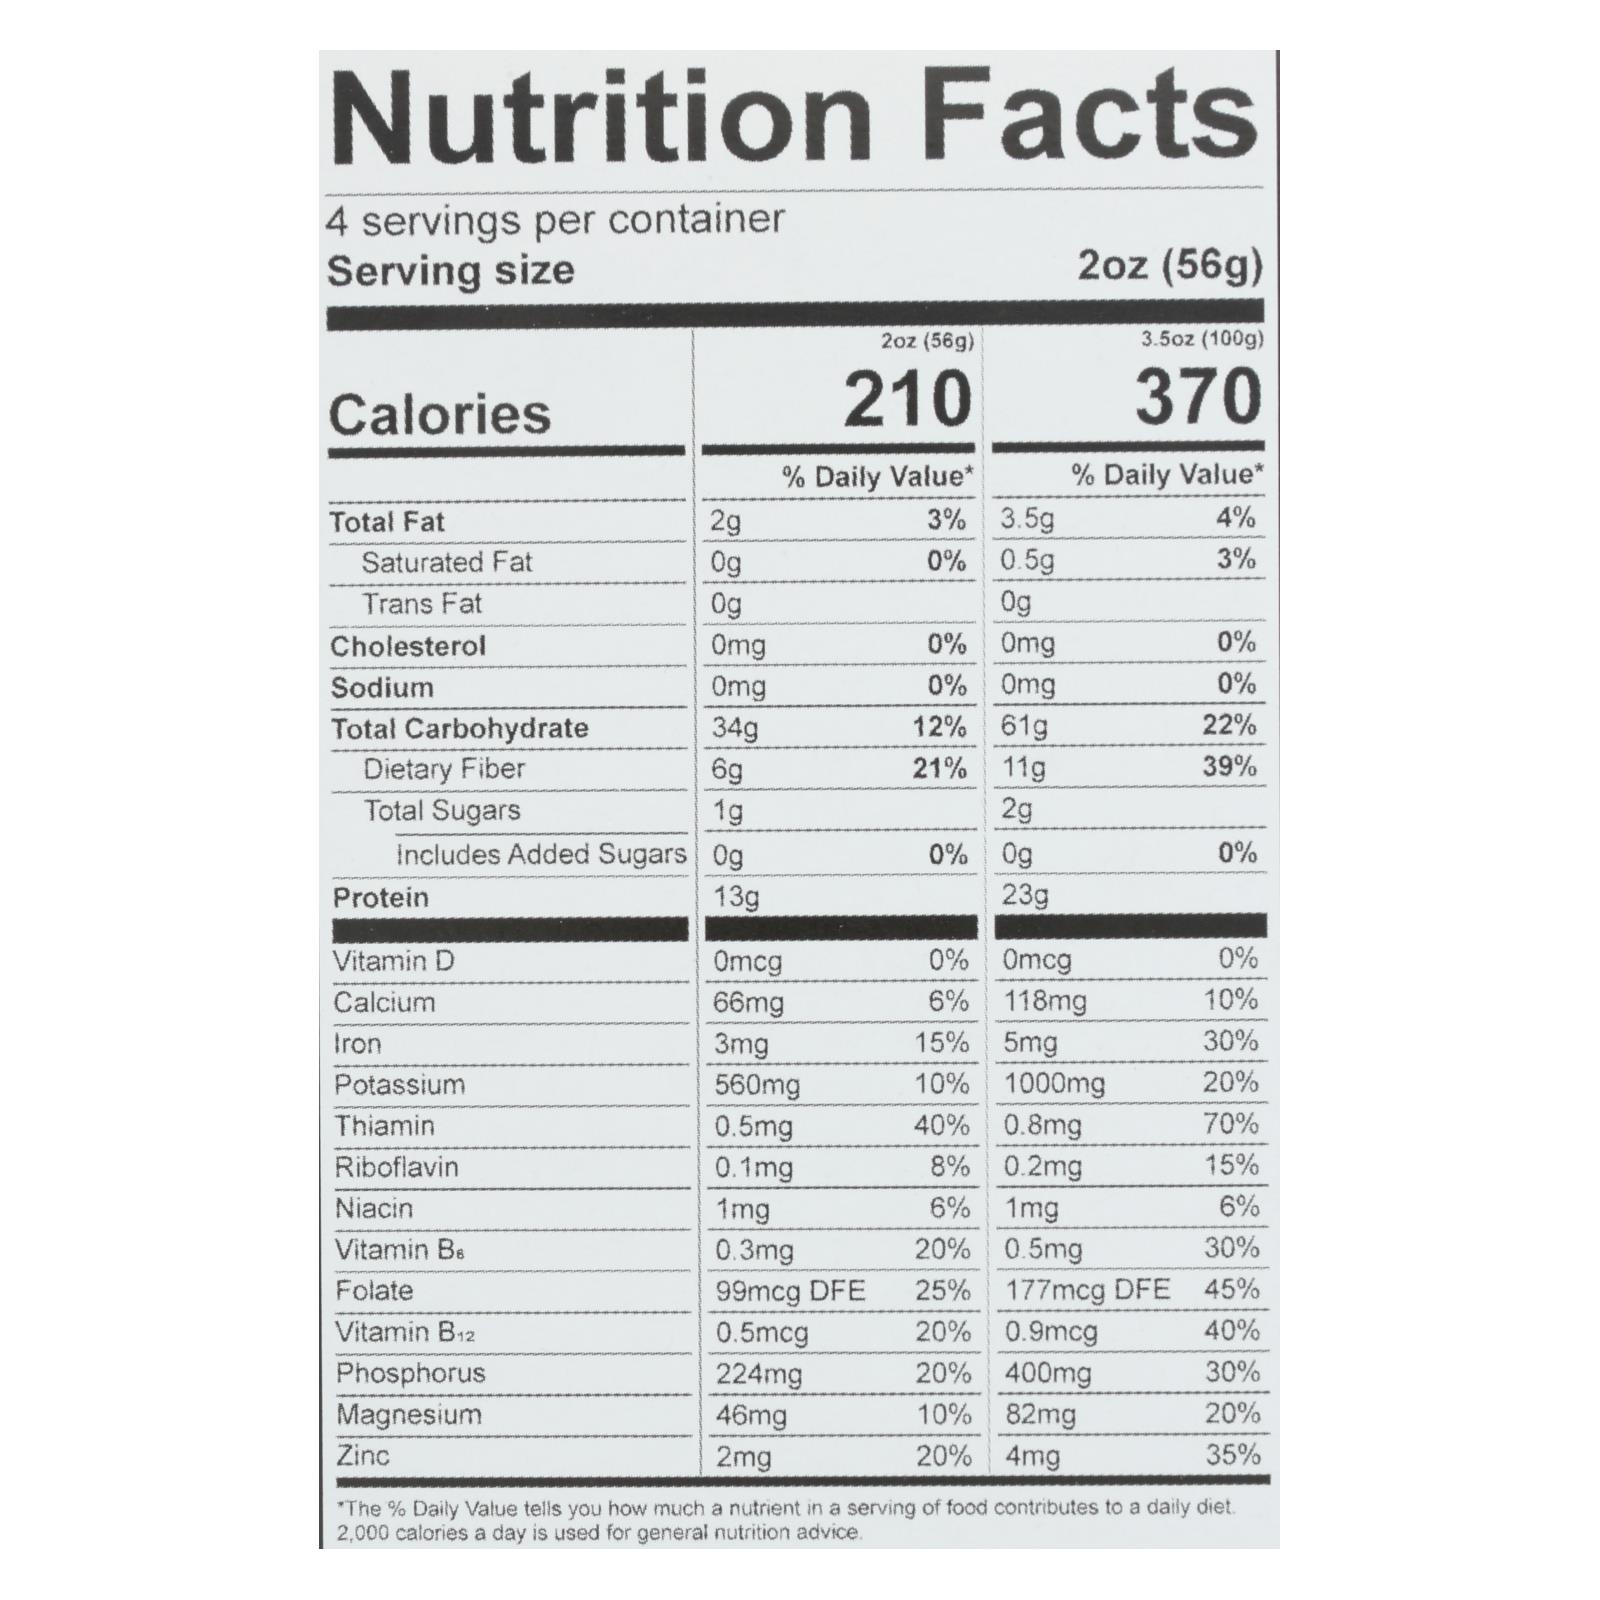 Nutrition Facts
4 servings per container
Serving size 2oz (56g)
2oz (56g) 3.5oz (100g)
Calories 210 370
% Daily Value* % Daily Value*
Total Fat 2g 3% 3.5g 4%
Saturated Fat 0g 0% 0.5g 3%
Trans Fat 0g 0g
Cholesterol 0mg 0% 0mg 0%
Sodium 0mg 0% 0mg 0%
Total Carbohydrate 34g 12% 61g 22%
Dietary Fiber 6g 21% 11g 39%
Total Sugars 1g 2g
Includes Added Sugars 0g 0% 0g 0%
Protein 13g 23g
Vitamin D 0mcg 0% 0mcg 0%
Calcium 66mg 6% 118mg 10%
Iron 3mg 15% 5mg 30%
Potassium 560mg 10% 1000mg 20%
Thiamin 0.5mg 40% 0.8mg 70%
Riboflavin 0.1mg 8% 0.2mg 15%
Niacin 1mg 6% 1mg 6%
Vitamin B₆ 0.3mg 20% 0.5mg 30%
Folate 99mcg DFE 25% 177mcg DFE 45%
Vitamin B₁₂ 0.5mcg 20% 0.9mcg 40%
Phosphorus 224mg 20% 400mg 30%
Magnesium 46mg 10% 82mg 20%
Zinc 2mg 20% 4mg 35%
*The % Daily Value tells you how much a nutrient in a serving of food contributes to a daily diet.
2,000 calories a day is used for general nutrition advice.